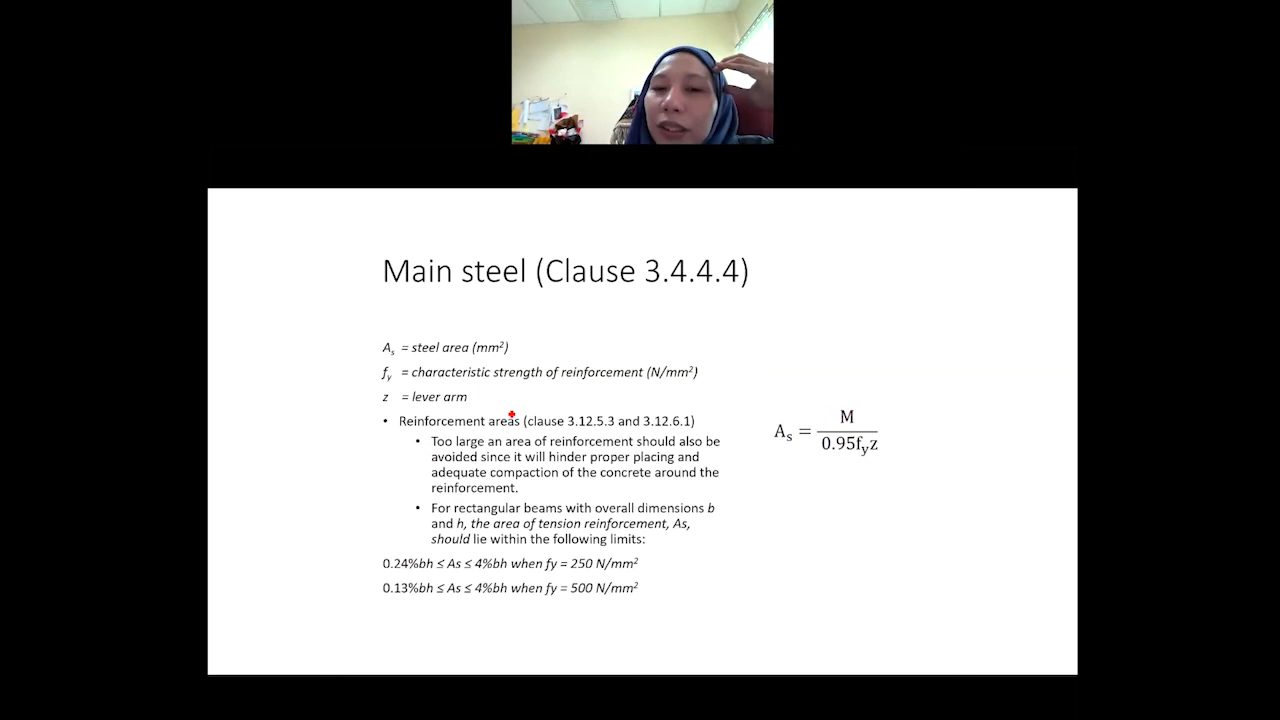 Main steel (Clause 3.4.4.4)
As = steel area (mm²)
fy = characteristic strength of reinforcement (N/mm²)
z = lever arm
• Reinforcement areas (clause 3.12.5.3 and 3.12.6.1)
• Too large an area of reinforcement should also be
avoided since it will hinder proper placing and
adequate compaction of the concrete around the
reinforcement.
• For rectangular beams with overall dimensions b
and h, the area of tension reinforcement, As,
should lie within the following limits:
0.24%bh ≤ As ≤ 4%bh when fy = 250 N/mm²
0.13%bh ≤ As ≤ 4%bh when fy = 500 N/mm²
As = M / 0.95fyz